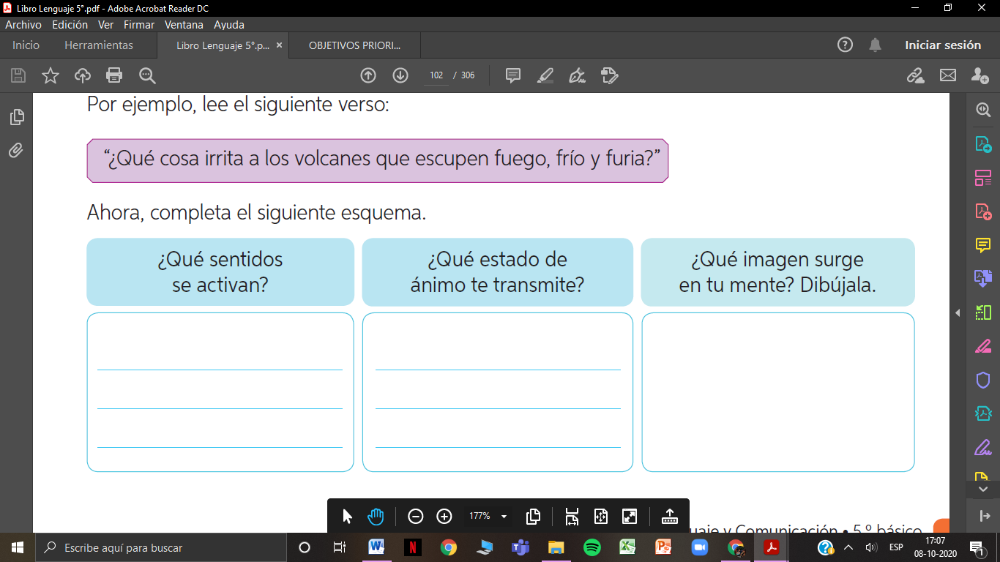 Libro Lenguaje 5°.pdf - Adobe Acrobat Reader DC
Archivo Edición Ver Firmar Ventana Ayuda
Inicio Herramientas Libro Lenguaje 5°.p... × OBJETIVOS PRIORI... Iniciar sesión
102 / 306
Por ejemplo, lee el siguiente verso:
“¿Qué cosa irrita a los volcanes que escupen fuego, frío y furia?”
Ahora, completa el siguiente esquema.
¿Qué sentidos
se activan?
¿Qué estado de
ánimo te transmite?
¿Qué imagen surge
en tu mente? Dibújala.
177%
uaje y Comunicación • 5.º básico
Escribe aquí para buscar
ESP
17:07
08-10-2020
1